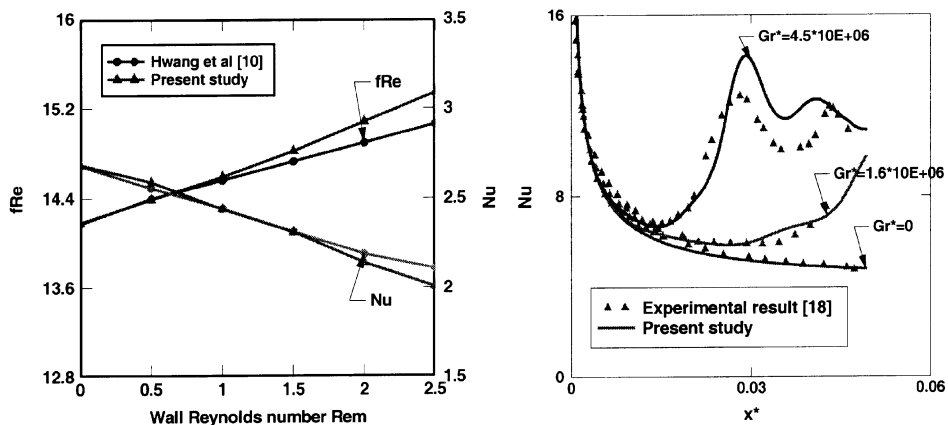 16
15.2
14.4
13.6
12.8
fRe
Hwang et al [10]
Present study
fRe
Nu
3.5
3
2.5
2
1.5
Nu
0
0.5
1
1.5
2
2.5
Wall Reynolds number Rem
16
8
0
Nu
Gr*=4.5*10E+06
Gr*=1.6*10E+06
Gr*=0
Experimental result [18]
Present study
0
0.03
0.06
x*